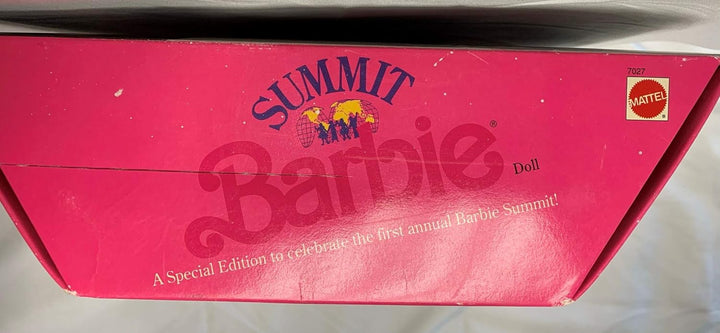 SUMMIT
7027
MATTEL
®
Barbie® Doll
A Special Edition to celebrate the first annual Barbie Summit!